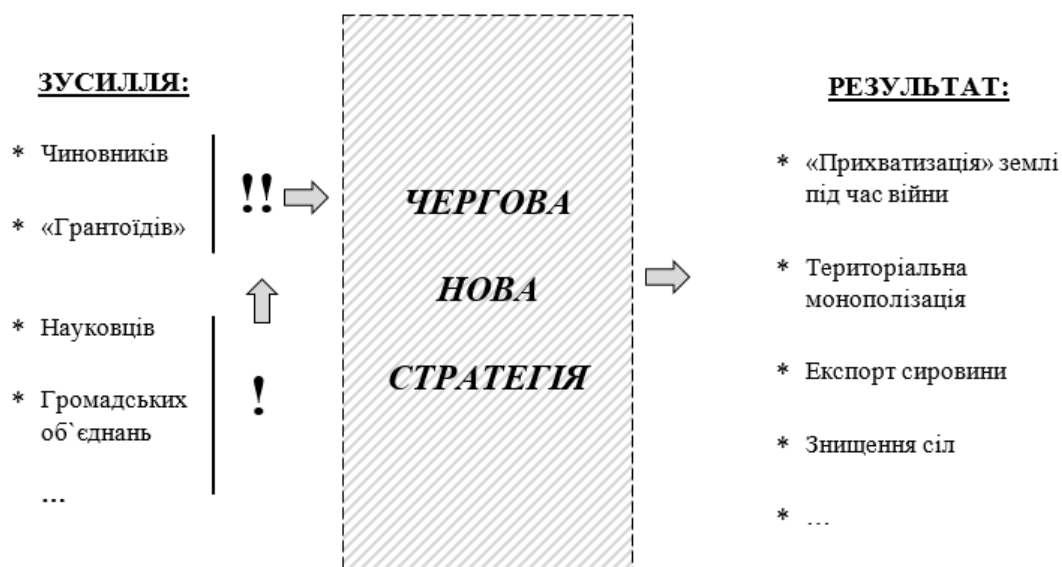 ЗУСИЛЛЯ:
* Чиновників
* «Грантоїдів»
* Науковців
* Громадських
об`єднань
...
!!
!
ЧЕРГОВА
НОВА
СТРАТЕГІЯ
РЕЗУЛЬТАТ:
* «Прихватизація» землі
під час війни
* Територіальна
монополізація
* Експорт сировини
* Знищення сіл
* ...